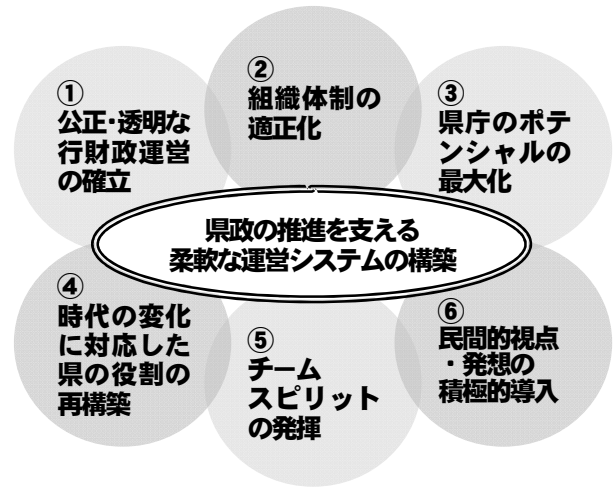 ①
公正・透明な
行財政運営
の確立
②
組織体制の
適正化
③
県庁のポテ
ンシャルの
最大化
県政の推進を支える
柔軟な運営システムの構築
④
時代の変化
に対応した
県の役割の
再構築
⑤
チーム
スピリット
の発揮
⑥
民間的視点
・発想の
積極的導入